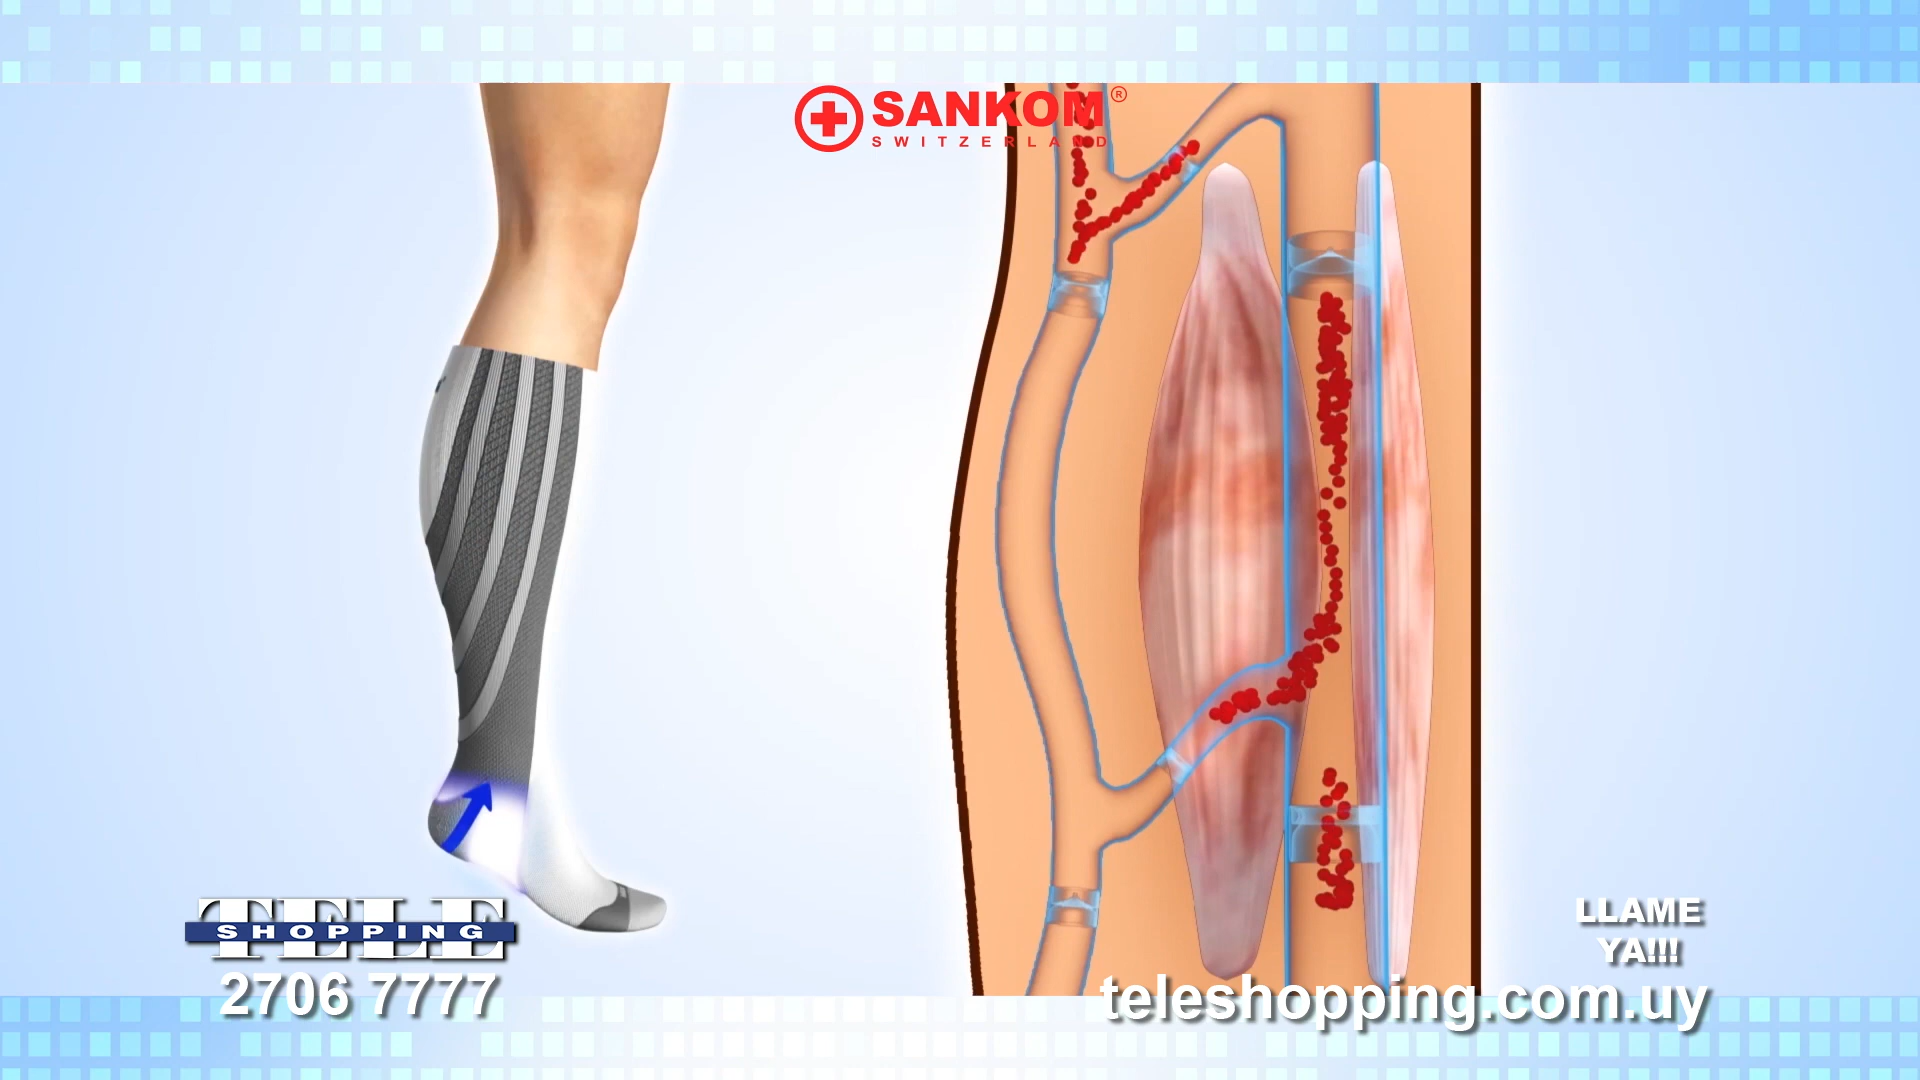 SANKOM®
SWITZERLAND
TELE
SHOPPING
2706 7777
LLAME
YA!!!
teleshopping.com.uy